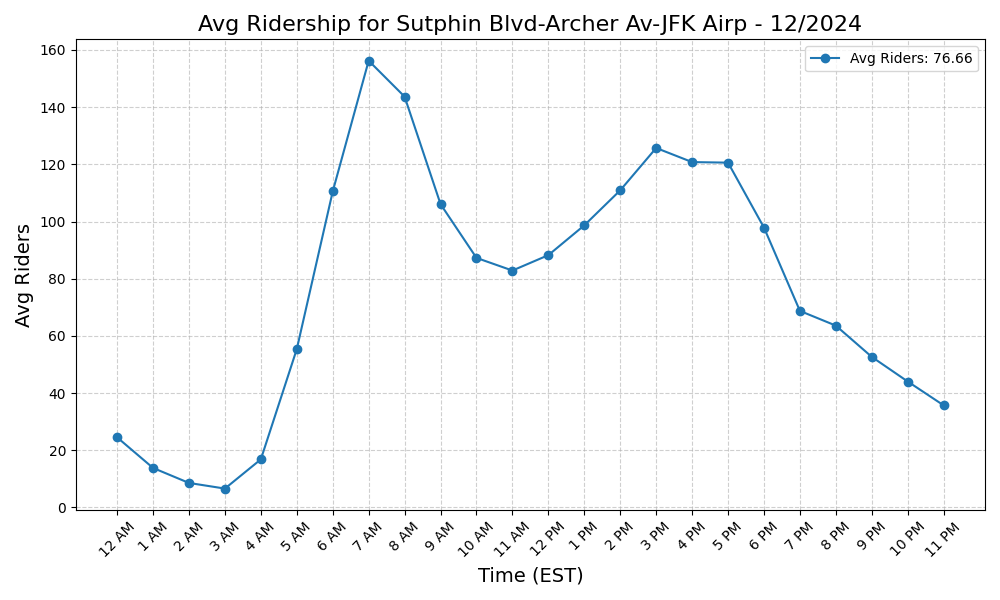 Avg Ridership for Sutphin Blvd-Archer Av-JFK Airp - 12/2024
Avg Riders: 76.66
Avg Riders
160
140
120
100
80
60
40
20
0
12 AM
1 AM
2 AM
3 AM
4 AM
5 AM
6 AM
7 AM
8 AM
9 AM
10 AM
11 AM
12 PM
1 PM
2 PM
3 PM
4 PM
5 PM
6 PM
7 PM
8 PM
9 PM
10 PM
11 PM
Time (EST)